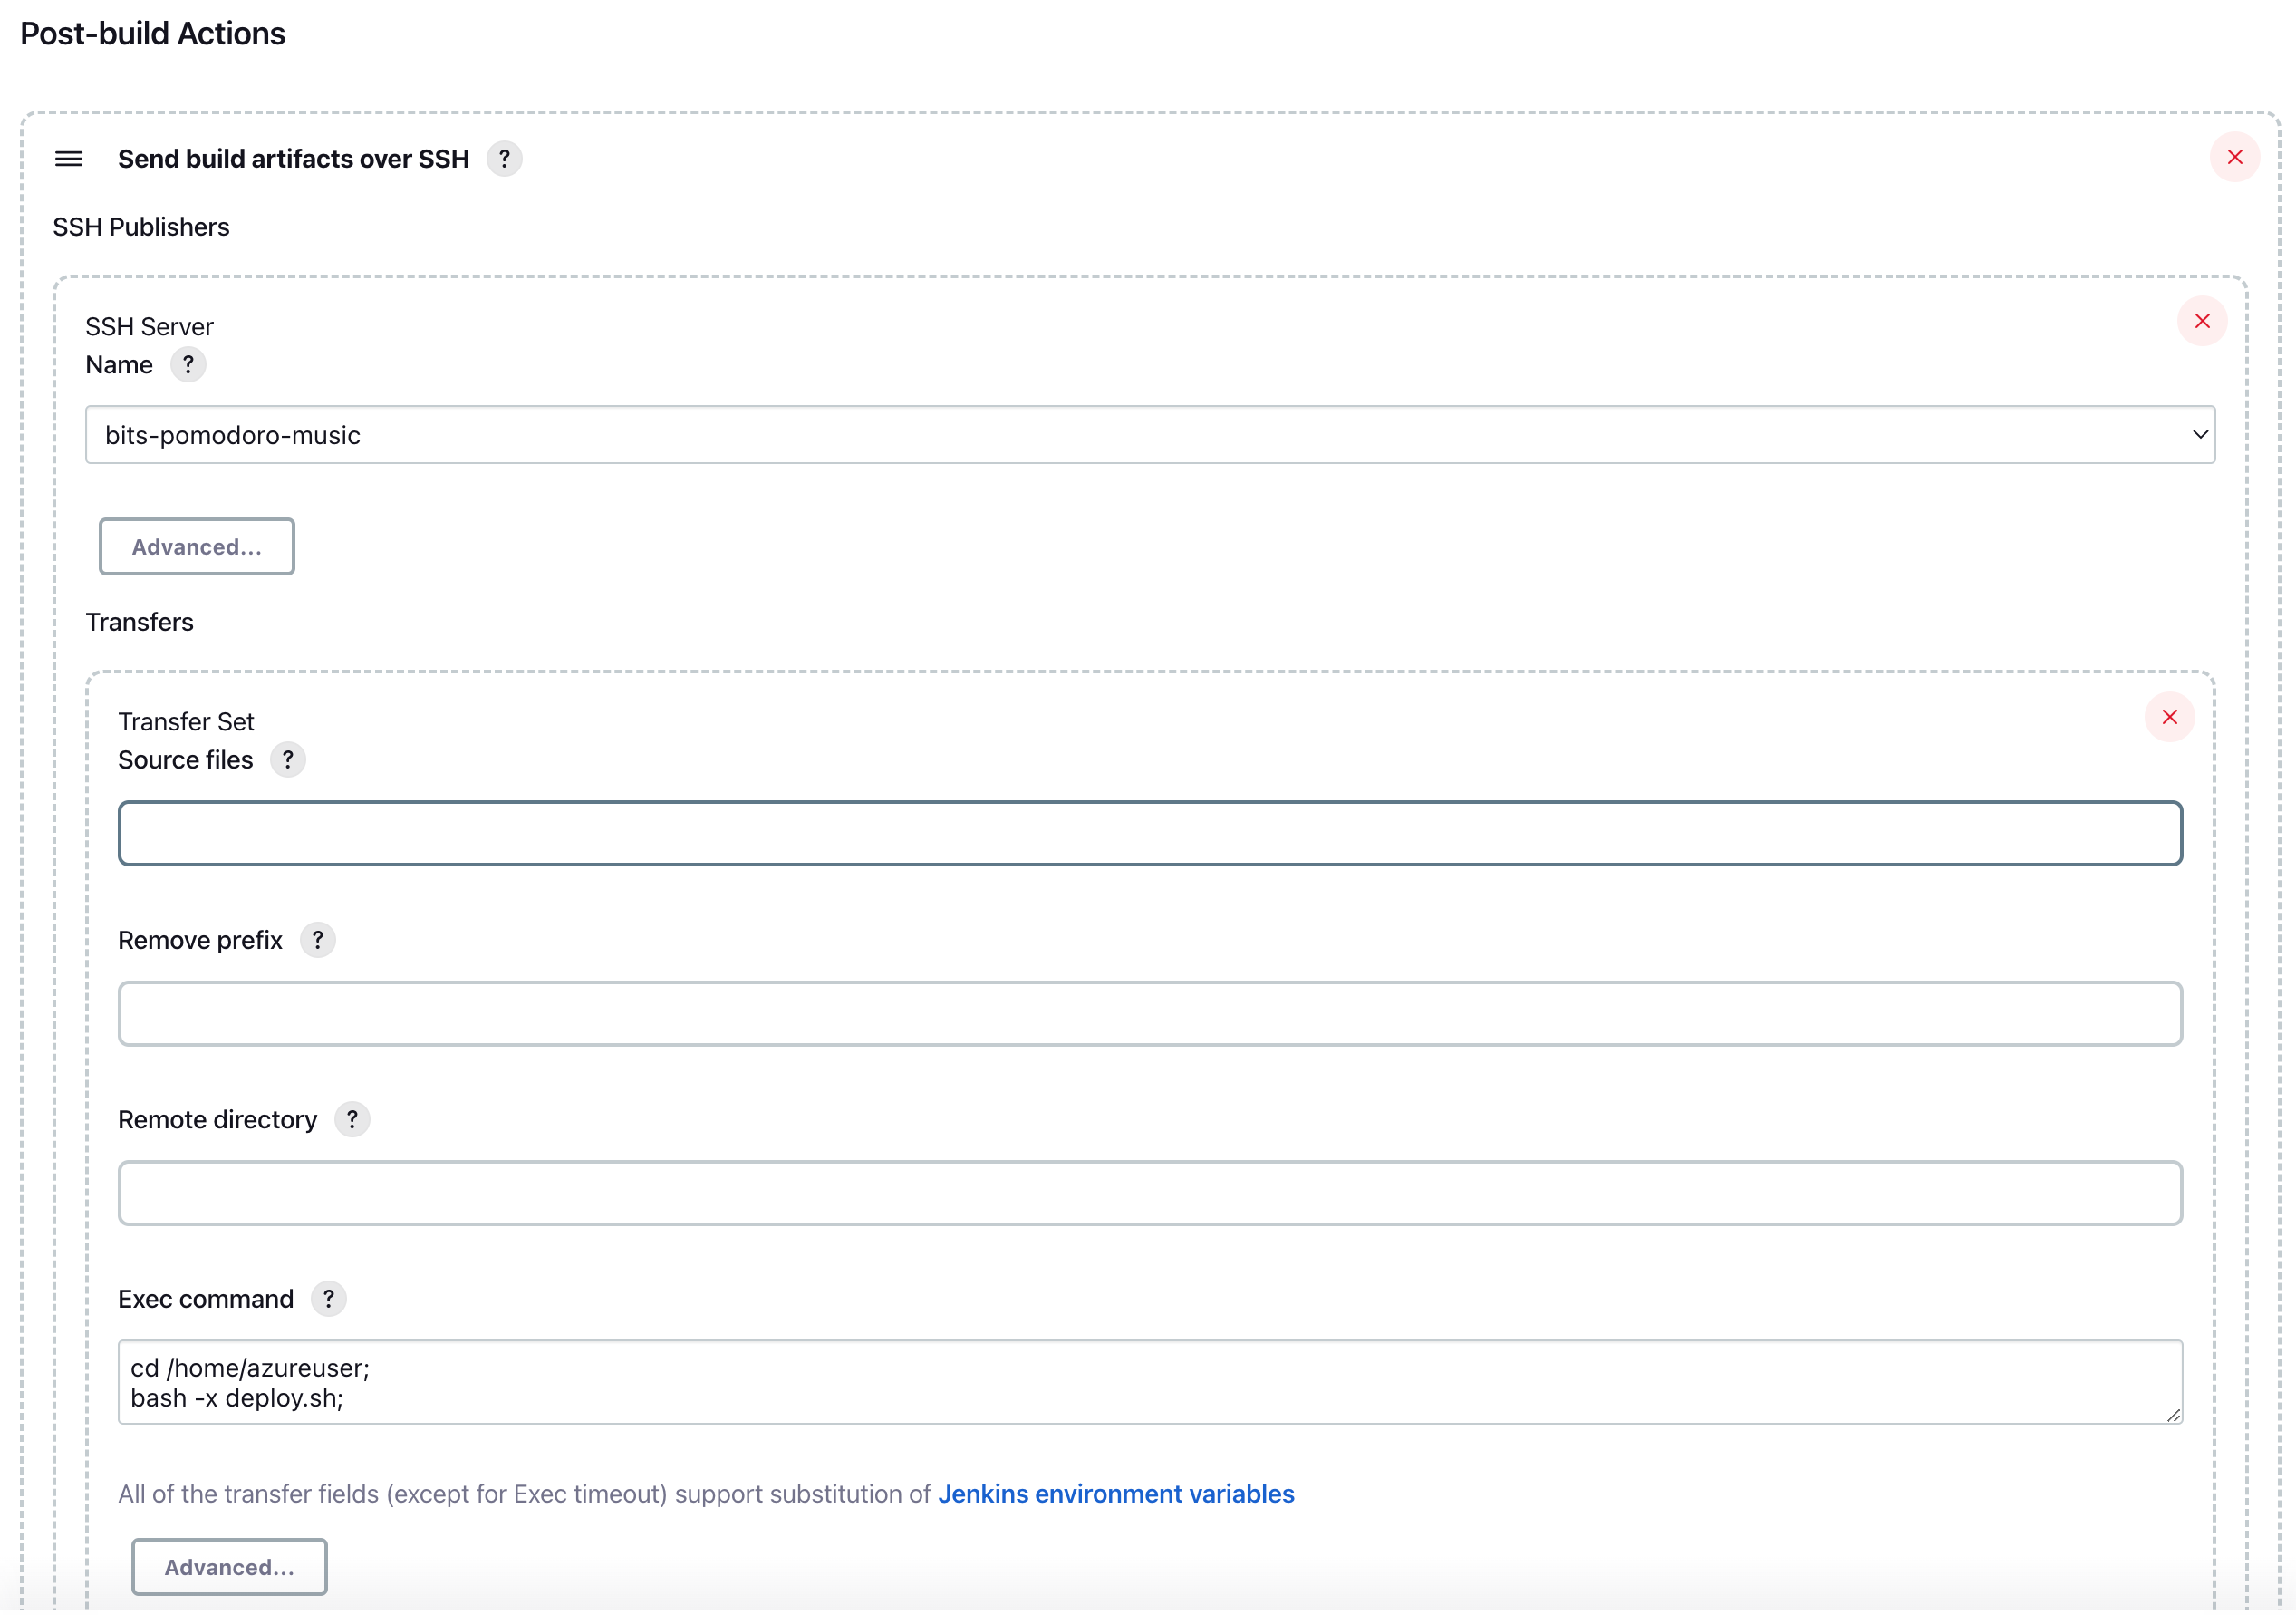 Post-build Actions
Send build artifacts over SSH ?
SSH Publishers
SSH Server
Name ?
bits-pomodoro-music
Advanced...
Transfers
Transfer Set
Source files ?
Remove prefix ?
Remote directory ?
Exec command ?
cd /home/azureuser;
bash -x deploy.sh;
All of the transfer fields (except for Exec timeout) support substitution of Jenkins environment variables
Advanced...